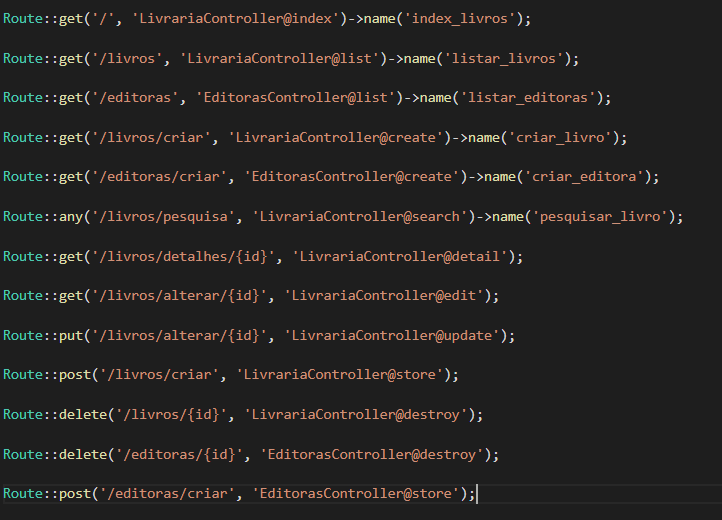 Route::get('/', 'LivrariaController@index')->name('index_livros');
Route::get('/livros', 'LivrariaController@list')->name('listar_livros');
Route::get('/editoras', 'EditorasController@list')->name('listar_editoras');
Route::get('/livros/criar', 'LivrariaController@create')->name('criar_livro');
Route::get('/editoras/criar', 'EditorasController@create')->name('criar_editora');
Route::any('/livros/pesquisa', 'LivrariaController@search')->name('pesquisar_livro');
Route::get('/livros/detalhes/{id}', 'LivrariaController@detail');
Route::get('/livros/alterar/{id}', 'LivrariaController@edit');
Route::put('/livros/alterar/{id}', 'LivrariaController@update');
Route::post('/livros/criar', 'LivrariaController@store');
Route::delete('/livros/{id}', 'LivrariaController@destroy');
Route::delete('/editoras/{id}', 'EditorasController@destroy');
Route::post('/editoras/criar', 'EditorasController@store');